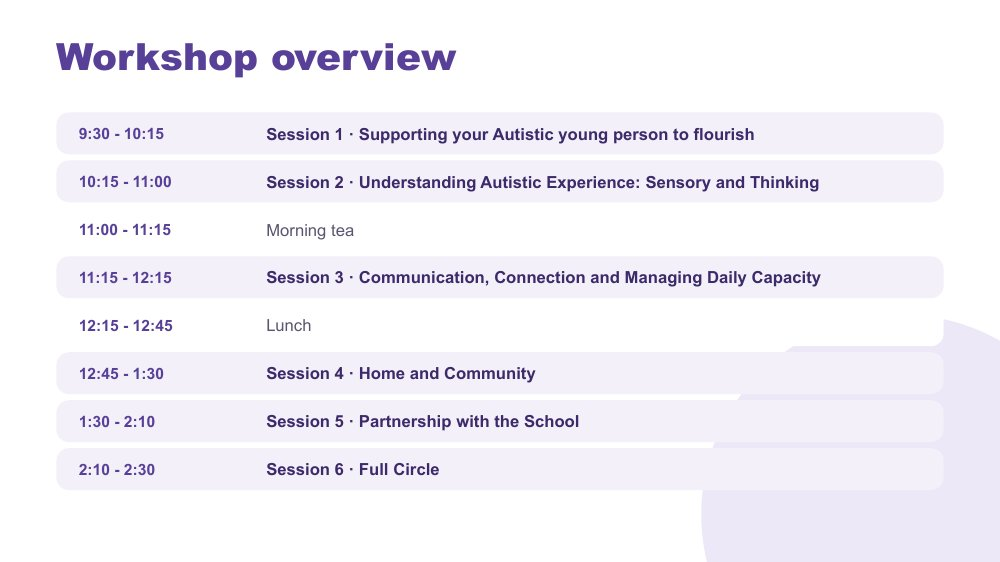 Workshop overview
9:30 - 10:15 Session 1 · Supporting your Autistic young person to flourish
10:15 - 11:00 Session 2 · Understanding Autistic Experience: Sensory and Thinking
11:00 - 11:15 Morning tea
11:15 - 12:15 Session 3 · Communication, Connection and Managing Daily Capacity
12:15 - 12:45 Lunch
12:45 - 1:30 Session 4 · Home and Community
1:30 - 2:10 Session 5 · Partnership with the School
2:10 - 2:30 Session 6 · Full Circle